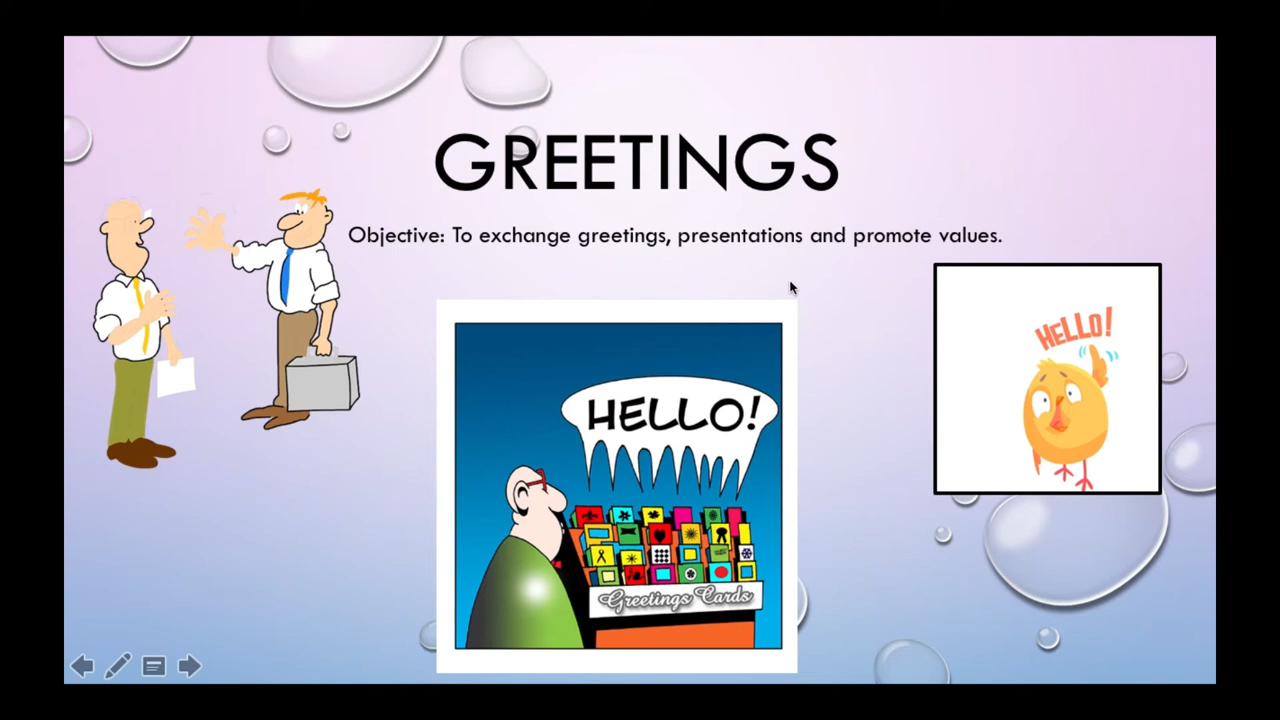 GREETINGS
Objective: To exchange greetings, presentations and promote values.
HELLO!
HELLO!
Greetings Cards